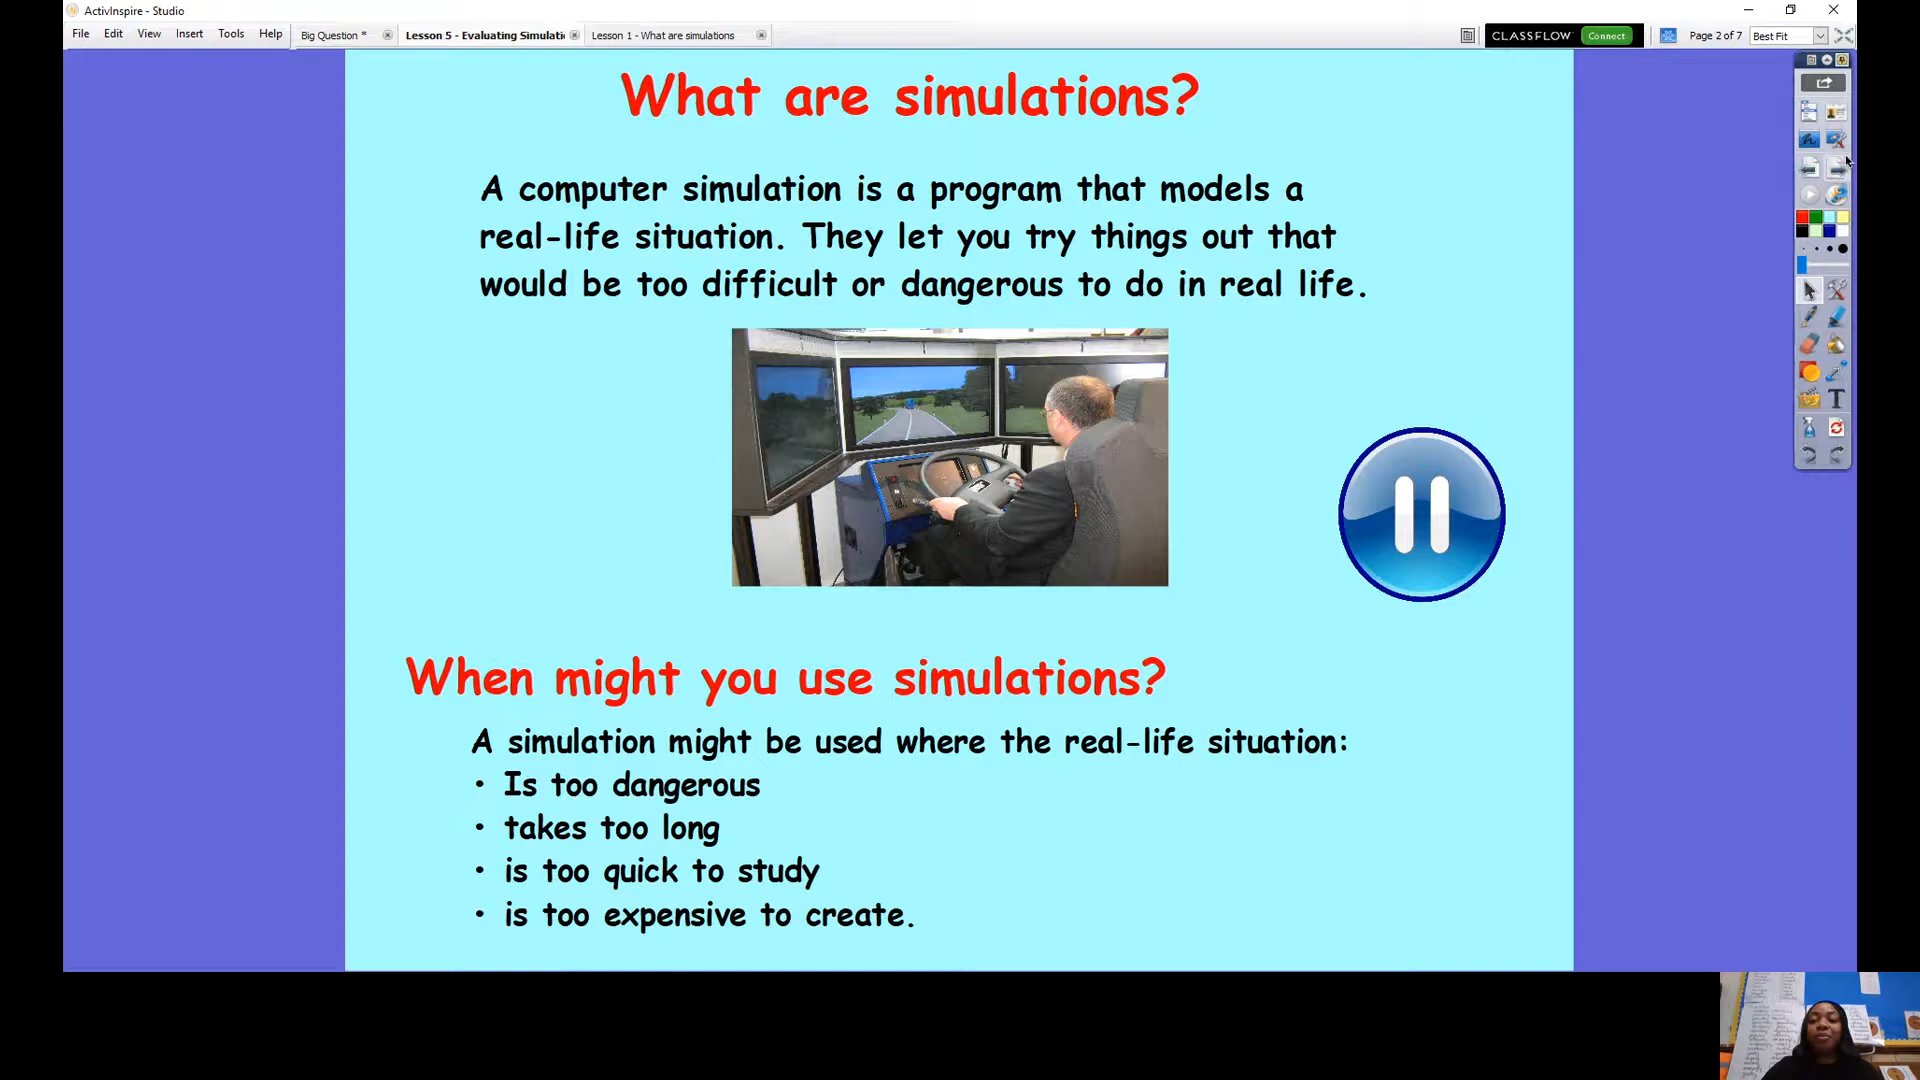 ActivInspire - Studio
File Edit View Insert Tools Help
Big Question * Lesson 5 - Evaluating Simulati Lesson 1 - What are simulations
CLASSFLOW Connect Page 2 of 7 Best Fit
What are simulations?
A computer simulation is a program that models a
real-life situation. They let you try things out that
would be too difficult or dangerous to do in real life.
When might you use simulations?
A simulation might be used where the real-life situation:
• Is too dangerous
• takes too long
• is too quick to study
• is too expensive to create.